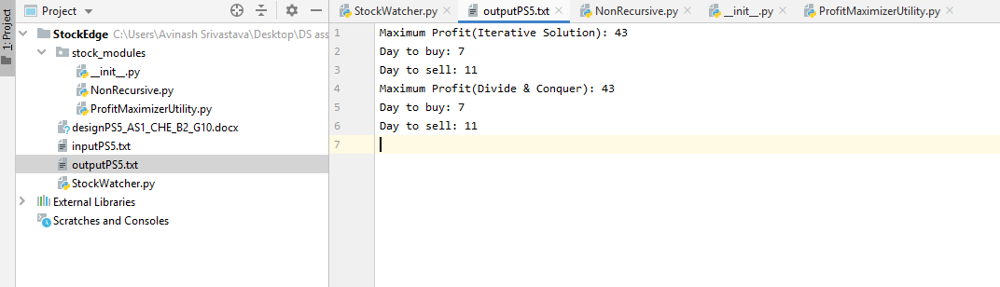 Project
StockWatcher.py
outputPS5.txt
NonRecursive.py
__init__.py
ProfitMaximizerUtility.py
1: Project
StockEdge C:\Users\Avinash Srivastava\Desktop\DS ass
stock_modules
__init__.py
NonRecursive.py
ProfitMaximizerUtility.py
designPS5_AS1_CHE_B2_G10.docx
inputPS5.txt
outputPS5.txt
StockWatcher.py
External Libraries
Scratches and Consoles
1 Maximum Profit(Iterative Solution): 43
2 Day to buy: 7
3 Day to sell: 11
4 Maximum Profit(Divide & Conquer): 43
5 Day to buy: 7
6 Day to sell: 11
7